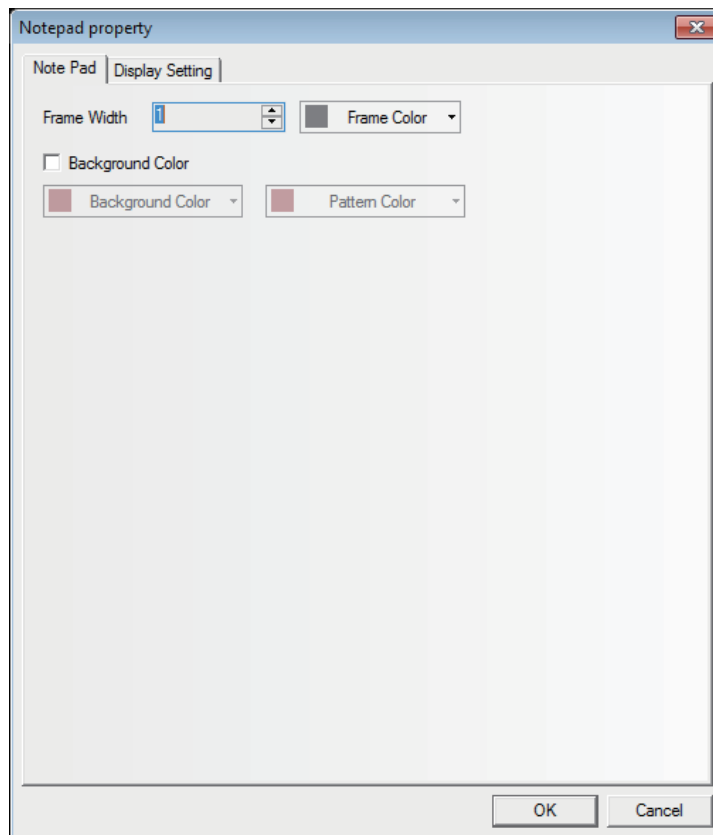 Notepad property
Note Pad Display Setting
Frame Width 1 Frame Color
Background Color
Background Color Pattern Color
OK Cancel